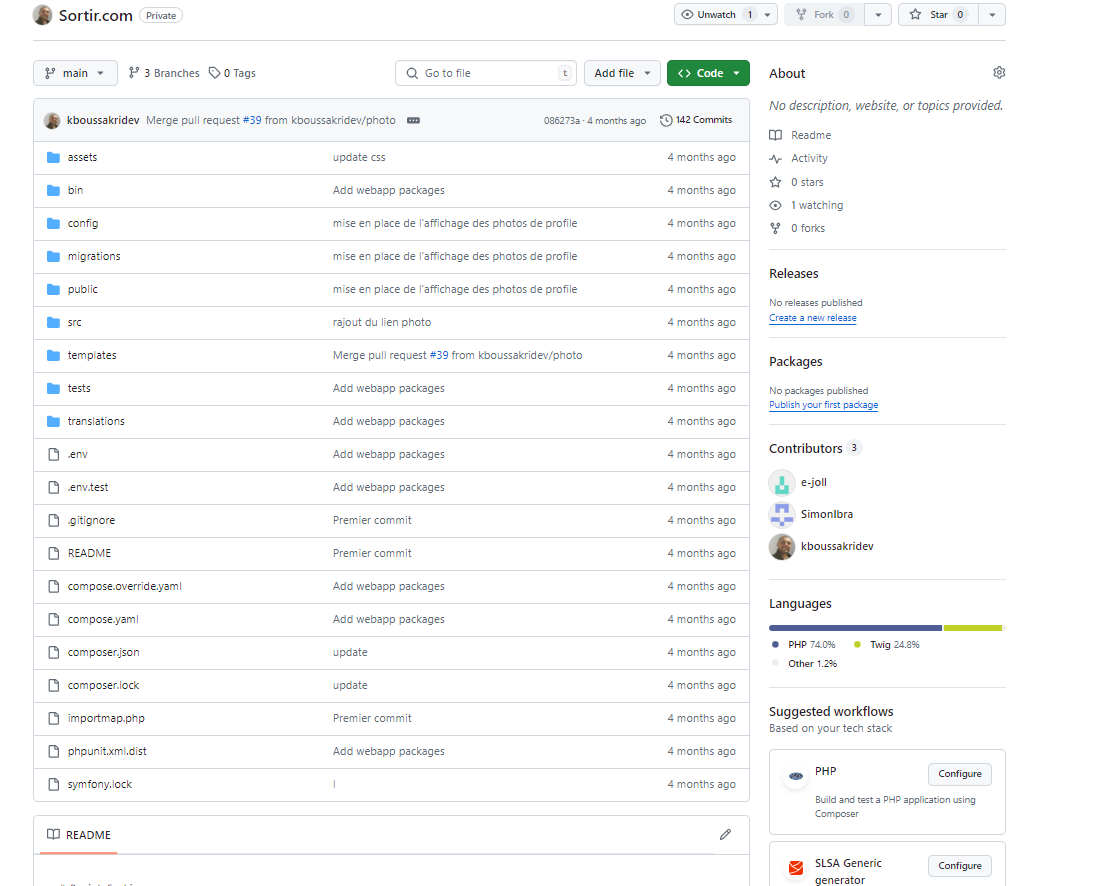 Sortir.com Private
Unwatch 1 Fork 0 Star 0
main 3 Branches 0 Tags Go to file t Add file Code
kboussakridev Merge pull request #39 from kboussakridev/photo 086273a · 4 months ago 142 Commits
assets update css 4 months ago
bin Add webapp packages 4 months ago
config mise en place de l'affichage des photos de profile 4 months ago
migrations mise en place de l'affichage des photos de profile 4 months ago
public mise en place de l'affichage des photos de profile 4 months ago
src rajout du lien photo 4 months ago
templates Merge pull request #39 from kboussakridev/photo 4 months ago
tests Add webapp packages 4 months ago
translations Add webapp packages 4 months ago
.env Add webapp packages 4 months ago
.env.test Add webapp packages 4 months ago
.gitignore Premier commit 4 months ago
README Premier commit 4 months ago
compose.override.yaml Add webapp packages 4 months ago
compose.yaml Add webapp packages 4 months ago
composer.json update 4 months ago
composer.lock update 4 months ago
importmap.php Premier commit 4 months ago
phpunit.xml.dist Add webapp packages 4 months ago
symfony.lock l 4 months ago
README
About
No description, website, or topics provided.
Readme
Activity
0 stars
1 watching
0 forks
Releases
No releases published
Create a new release
Packages
No packages published
Publish your first package
Contributors 3
e-joll
SimonIbra
kboussakridev
Languages
PHP 74.0% Twig 24.8%
Other 1.2%
Suggested workflows
Based on your tech stack
PHP Configure
Build and test a PHP application using
Composer
SLSA Generic Configure
generator